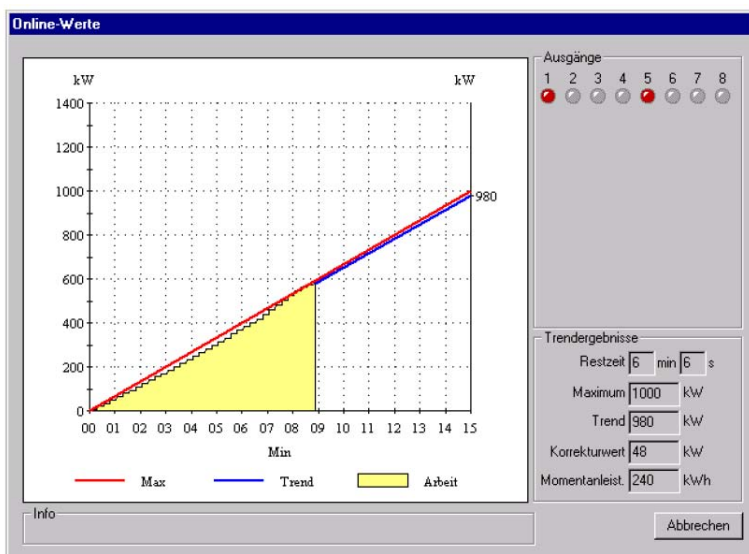 Online-Werte
kW kW
1400
1200
1000
800
600
400
200
0
980
00 01 02 03 04 05 06 07 08 09 10 11 12 13 14 15
Min
Max Trend Arbeit
Ausgänge
1 2 3 4 5 6 7 8
Trendergebnisse
Restzeit 6 min 6 s
Maximum 1000 kW
Trend 980 kW
Korrekturwert 48 kW
Momentanleist. 240 kWh
Info
Abbrechen